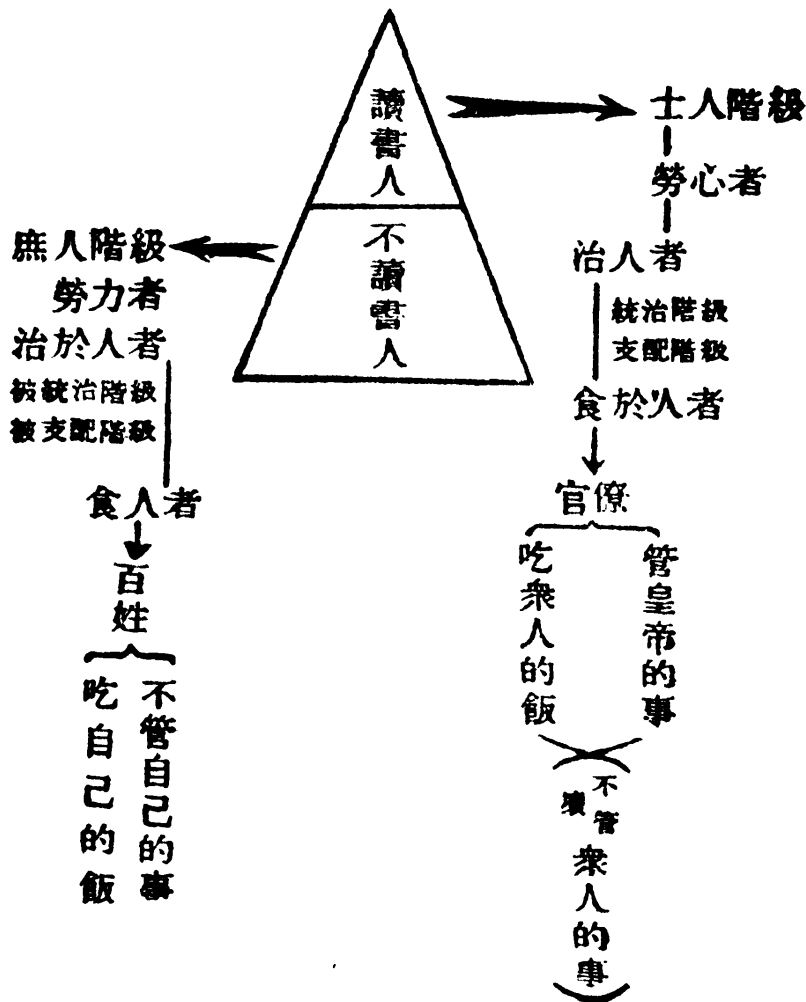 讀書人
不讀書人
士人階級
勞心者
治人者
統治階級
支配階級
食於人者
官僚
管皇帝的事
吃衆人的飯
不管
衆人的事
庶人階級
勞力者
治於人者
被統治階級
被支配階級
食人者
百姓
不管自己的事
吃自己的飯